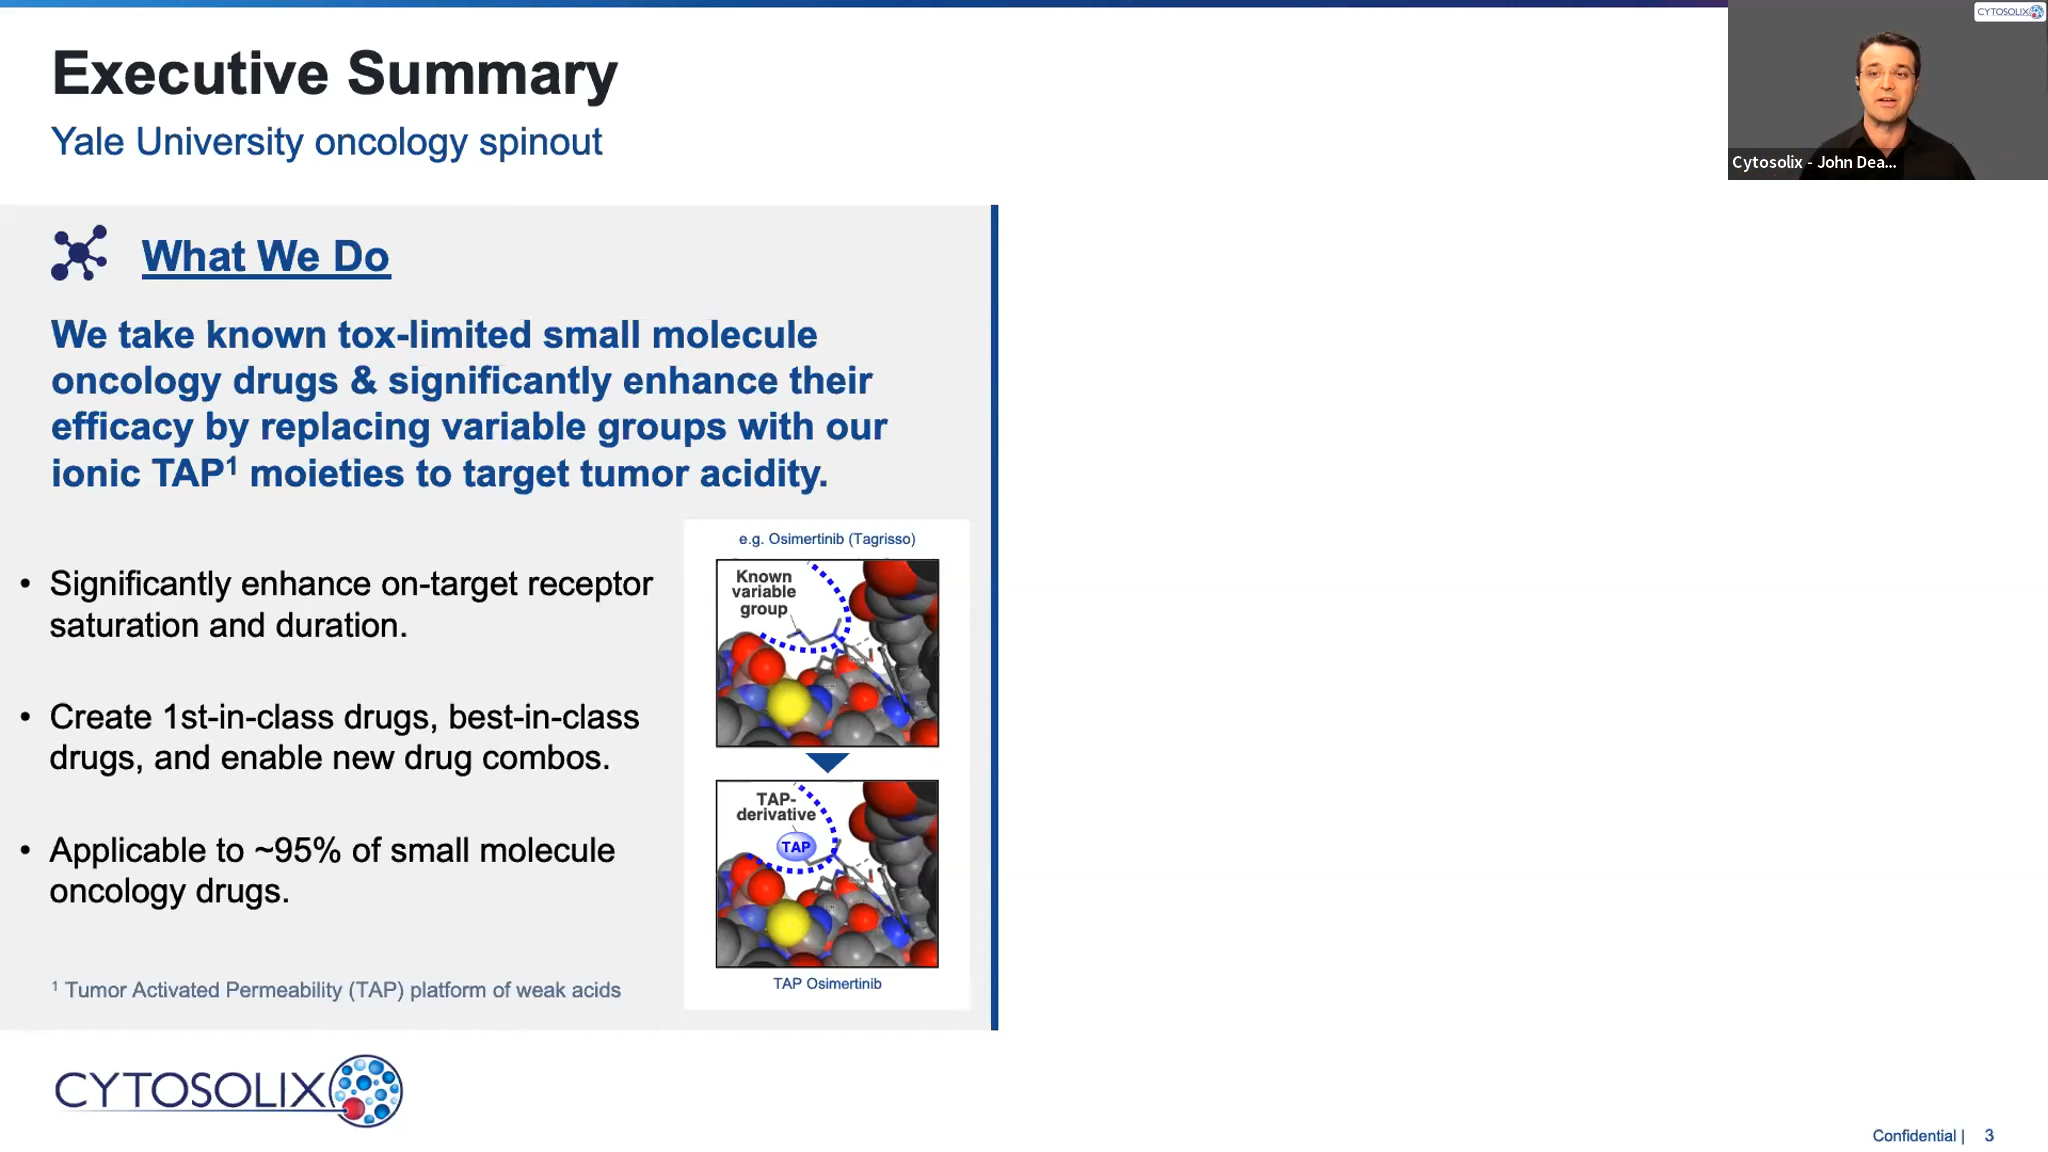 Executive Summary
Yale University oncology spinout
CYTOSOLIX
Cytosolix - John Dea...
What We Do
We take known tox-limited small molecule
oncology drugs & significantly enhance their
efficacy by replacing variable groups with our
ionic TAP¹ moieties to target tumor acidity.
• Significantly enhance on-target receptor
saturation and duration.
• Create 1st-in-class drugs, best-in-class
drugs, and enable new drug combos.
• Applicable to ~95% of small molecule
oncology drugs.
¹ Tumor Activated Permeability (TAP) platform of weak acids
e.g. Osimertinib (Tagrisso)
Known
variable
group
TAP-
derivative
TAP
TAP Osimertinib
CYTOSOLIX
Confidential | 3